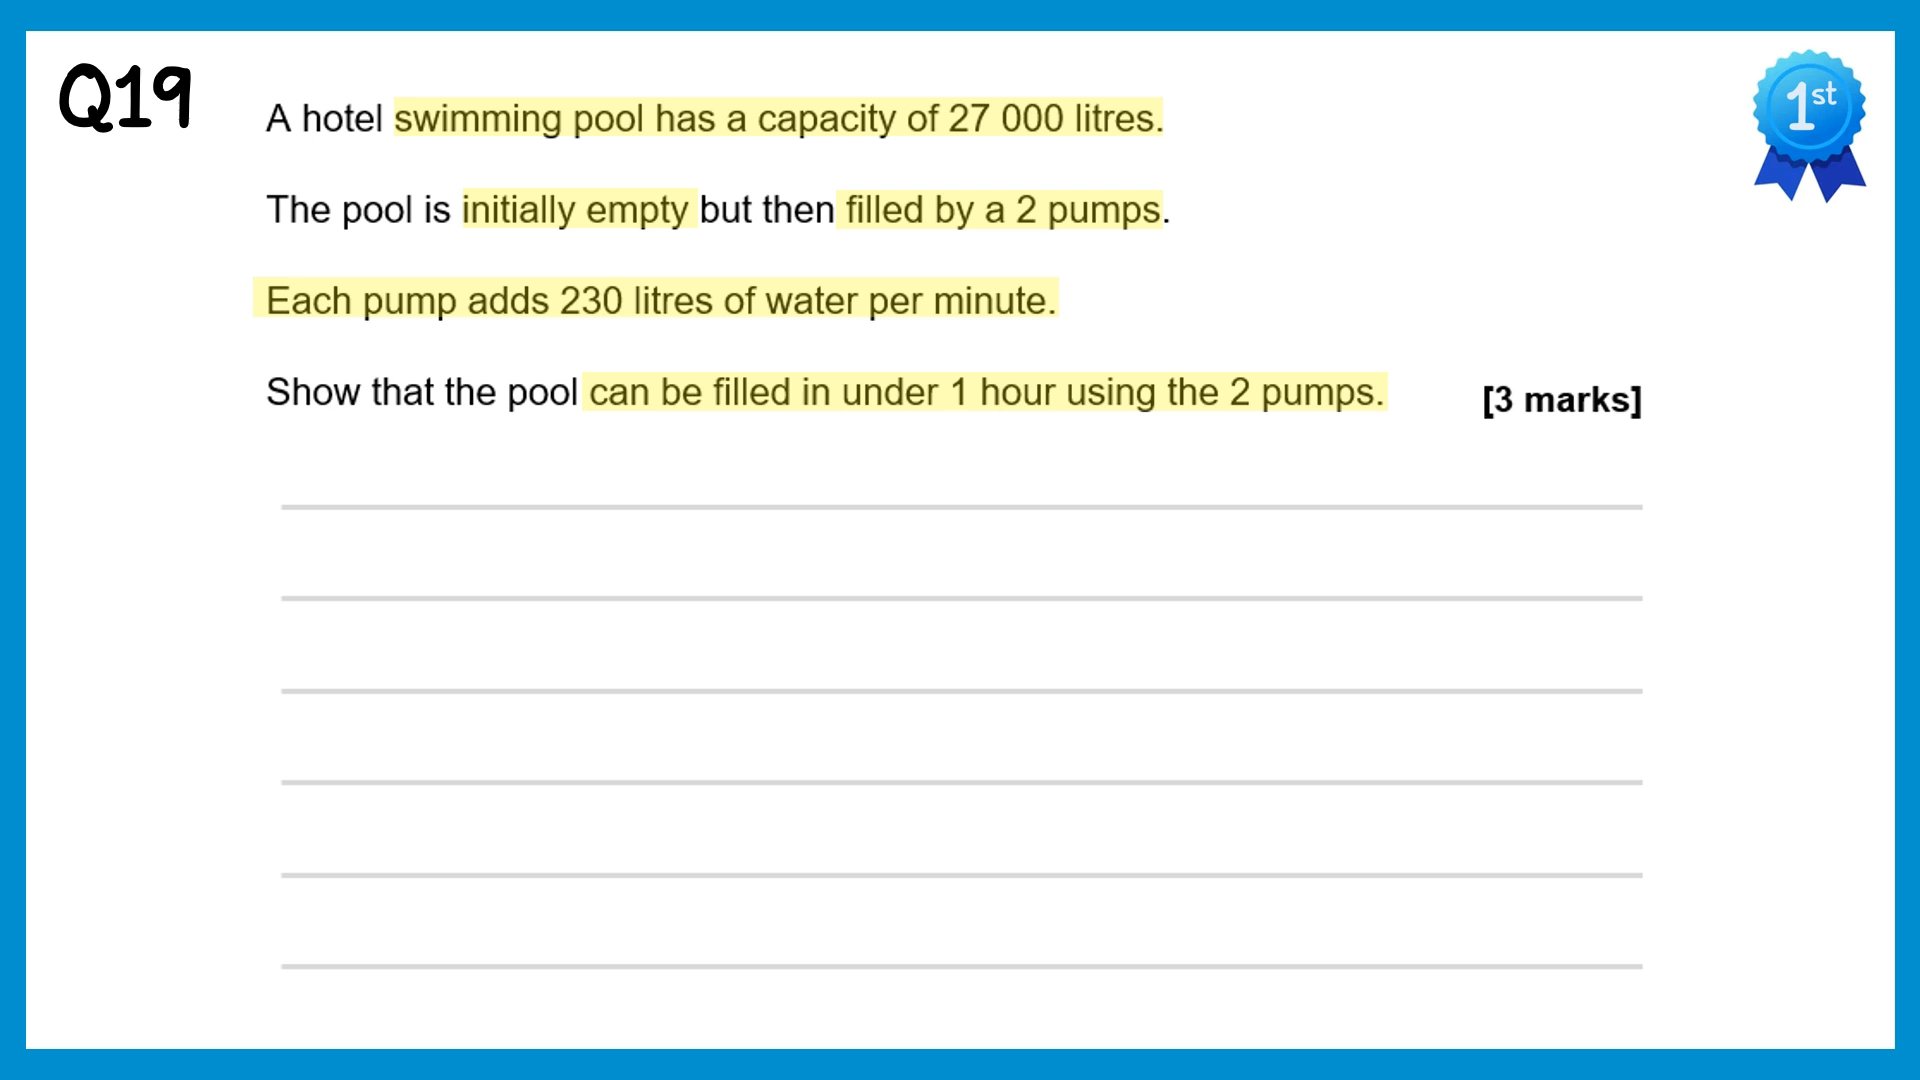 Q19
1st
A hotel swimming pool has a capacity of 27 000 litres.
The pool is initially empty but then filled by a 2 pumps.
Each pump adds 230 litres of water per minute.
Show that the pool can be filled in under 1 hour using the 2 pumps.
[3 marks]